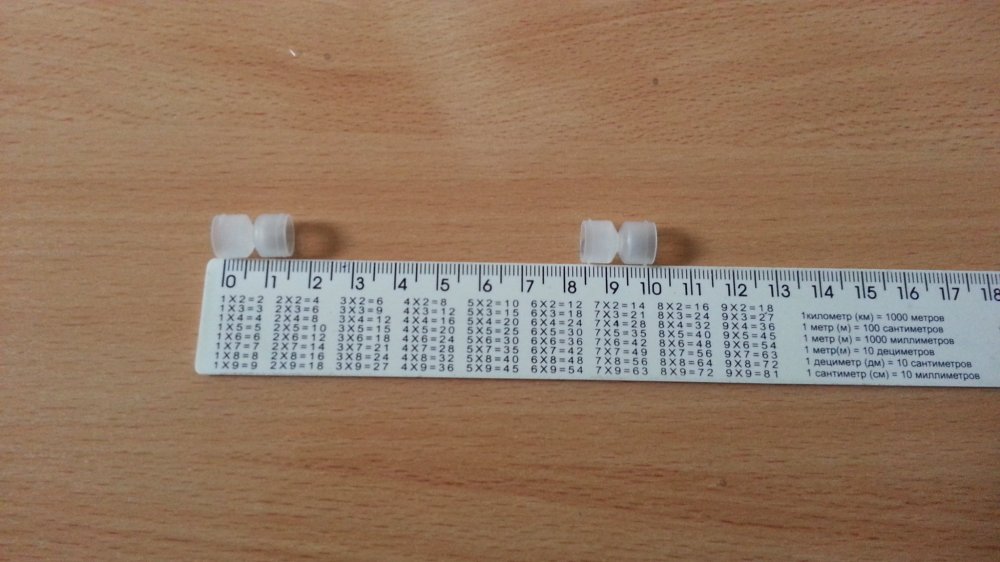 0 1 2 3 4 5 6 7 8 9 10 11 12 13 14 15 16 17 18
1X2=2 2X2=4 3X2=6 4X2=8 5X2=10 6X2=12 7X2=14 8X2=16 9X2=18
1X3=3 2X3=6 3X3=9 4X3=12 5X3=15 6X3=18 7X3=21 8X3=24 9X3=27
1X4=4 2X4=8 3X4=12 4X4=16 5X4=20 6X4=24 7X4=28 8X4=32 9X4=36
1X5=5 2X5=10 3X5=15 4X5=20 5X5=25 6X5=30 7X5=35 8X5=40 9X5=45
1X6=6 2X6=12 3X6=18 4X6=24 5X6=30 6X6=36 7X6=42 8X6=48 9X6=54
1X7=7 2X7=14 3X7=21 4X7=28 5X7=35 6X7=42 7X7=49 8X7=56 9X7=63
1X8=8 2X8=16 3X8=24 4X8=32 5X8=40 6X8=48 7X8=56 8X8=64 9X8=72
1X9=9 2X9=18 3X9=27 4X9=36 5X9=45 6X9=54 7X9=63 8X9=72 9X9=81
1километр (км) = 1000 метров
1 метр (м) = 100 сантиметров
1 метр (м) = 1000 миллиметров
1 метр(м) = 10 дециметров
1 дециметр (дм) = 10 сантиметров
1 сантиметр (см) = 10 миллиметров